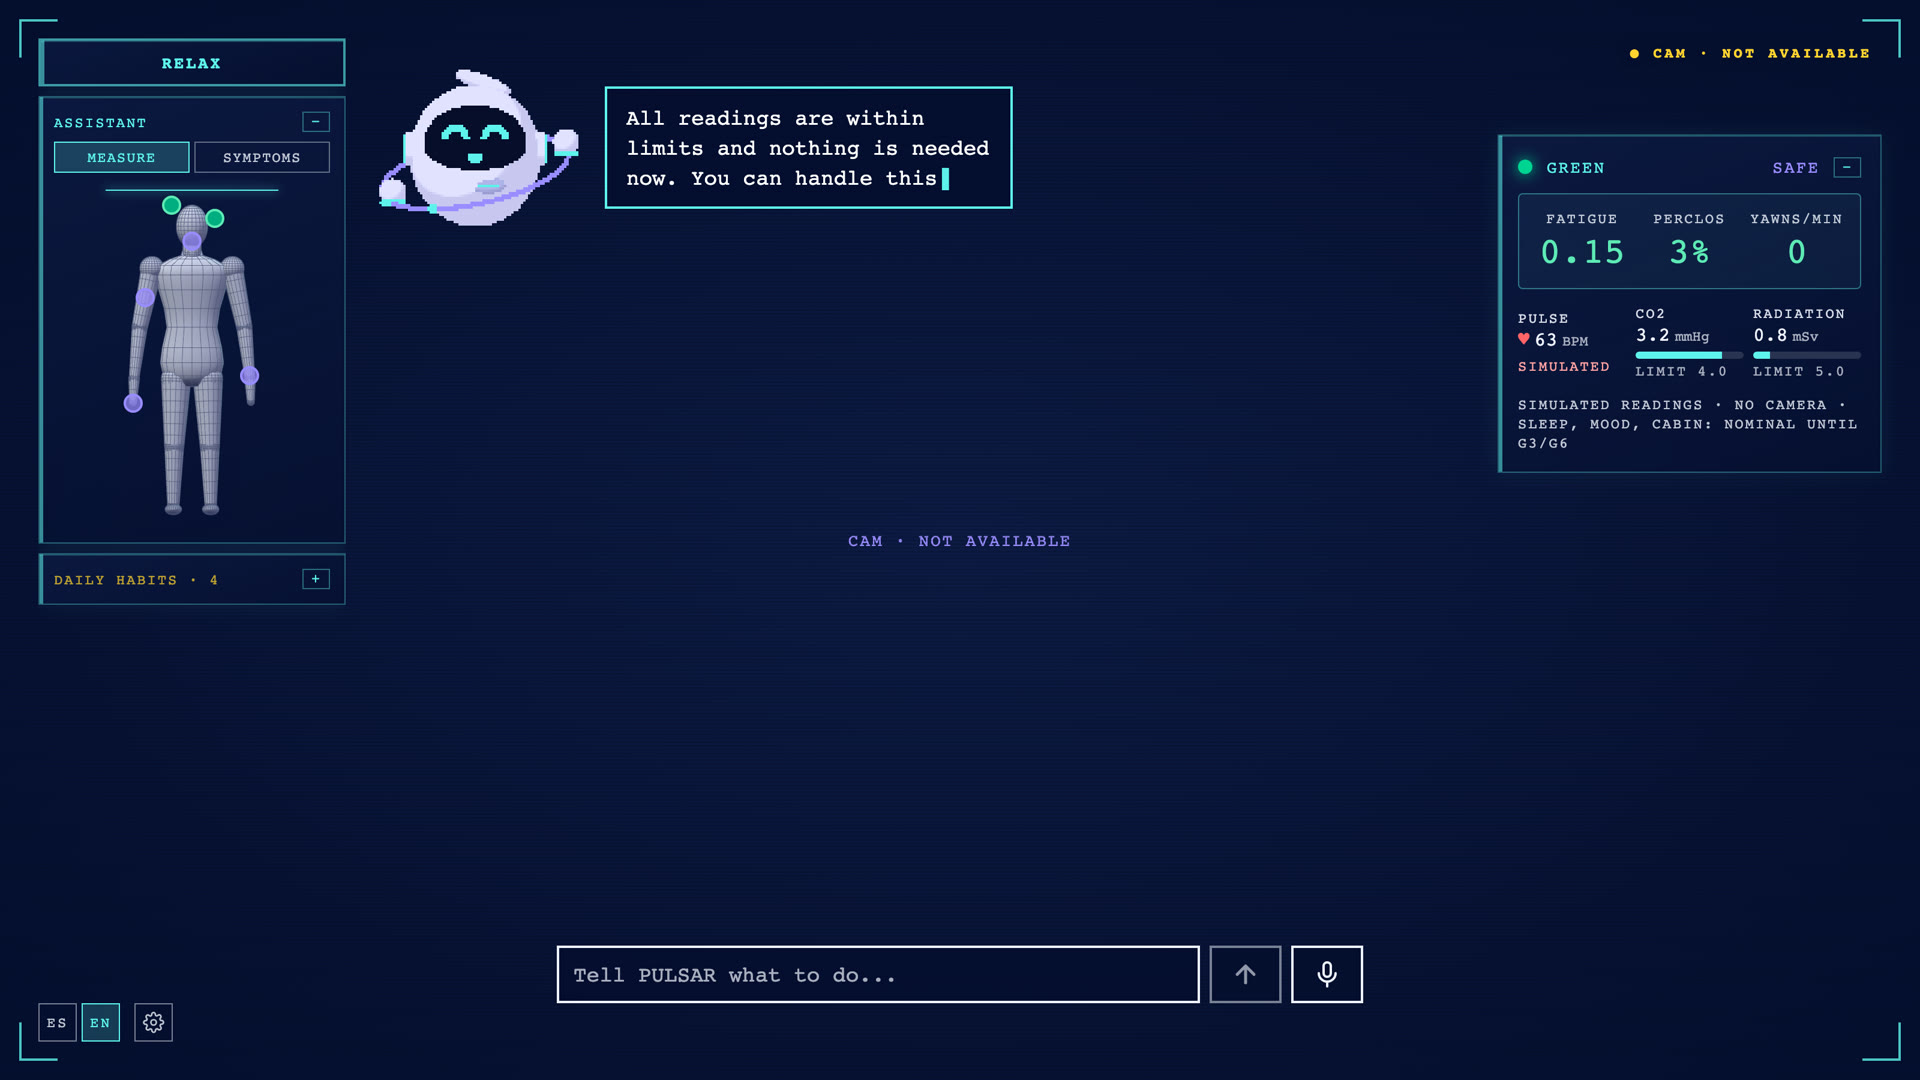 RELAX
CAM · NOT AVAILABLE
ASSISTANT
−
MEASURE
SYMPTOMS
All readings are within
limits and nothing is needed
now. You can handle this
GREEN
SAFE
−
FATIGUE
PERCLOS
YAWNS/MIN
0.15
3%
0
PULSE
63 BPM
SIMULATED
CO2
3.2 mmHg
LIMIT 4.0
RADIATION
0.8 mSv
LIMIT 5.0
SIMULATED READINGS · NO CAMERA ·
SLEEP, MOOD, CABIN: NOMINAL UNTIL
G3/G6
CAM · NOT AVAILABLE
DAILY HABITS · 4
+
Tell PULSAR what to do...
ES
EN